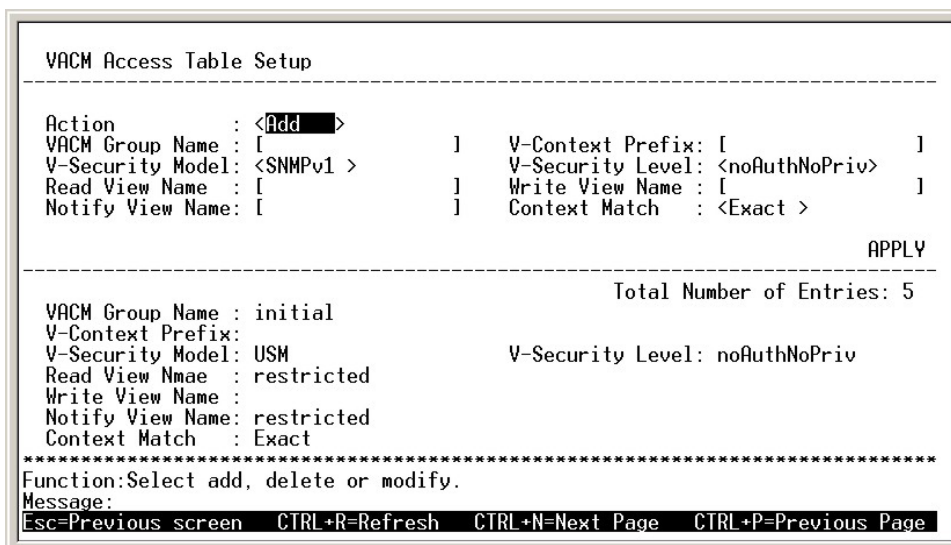 VACM Access Table Setup
--------------------------------------------------------------------------------
Action          : <Add   >
VACM Group Name : [                ]    V-Context Prefix: [                ]
V-Security Model: <SNMPv1 >             V-Security Level: <noAuthNoPriv>
Read View Name  : [                ]    Write View Name : [                ]
Notify View Name: [                ]    Context Match   : <Exact >
APPLY
--------------------------------------------------------------------------------
Total Number of Entries: 5
VACM Group Name : initial
V-Context Prefix:
V-Security Model: USM                   V-Security Level: noAuthNoPriv
Read View Nmae  : restricted
Write View Name :
Notify View Name: restricted
Context Match   : Exact
********************************************************************************
Function:Select add, delete or modify.
Message:
Esc=Previous screen   CTRL+R=Refresh   CTRL+N=Next Page   CTRL+P=Previous Page